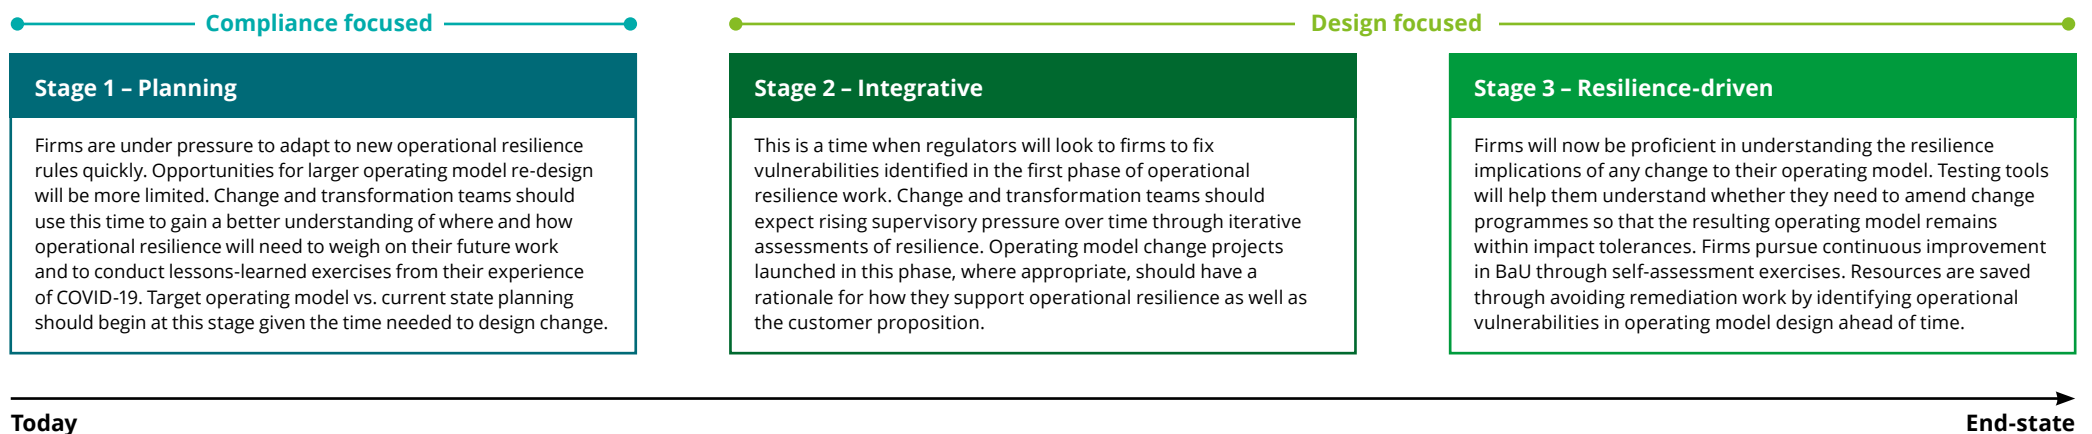 Compliance focused
Design focused
Stage 1 – Planning
Firms are under pressure to adapt to new operational resilience
rules quickly. Opportunities for larger operating model re-design
will be more limited. Change and transformation teams should
use this time to gain a better understanding of where and how
operational resilience will need to weigh on their future work
and to conduct lessons-learned exercises from their experience
of COVID-19. Target operating model vs. current state planning
should begin at this stage given the time needed to design change.
Stage 2 – Integrative
This is a time when regulators will look to firms to fix
vulnerabilities identified in the first phase of operational
resilience work. Change and transformation teams should
expect rising supervisory pressure over time through iterative
assessments of resilience. Operating model change projects
launched in this phase, where appropriate, should have a
rationale for how they support operational resilience as well as
the customer proposition.
Stage 3 – Resilience-driven
Firms will now be proficient in understanding the resilience
implications of any change to their operating model. Testing tools
will help them understand whether they need to amend change
programmes so that the resulting operating model remains
within impact tolerances. Firms pursue continuous improvement
in BaU through self-assessment exercises. Resources are saved
through avoiding remediation work by identifying operational
vulnerabilities in operating model design ahead of time.
Today
End-state